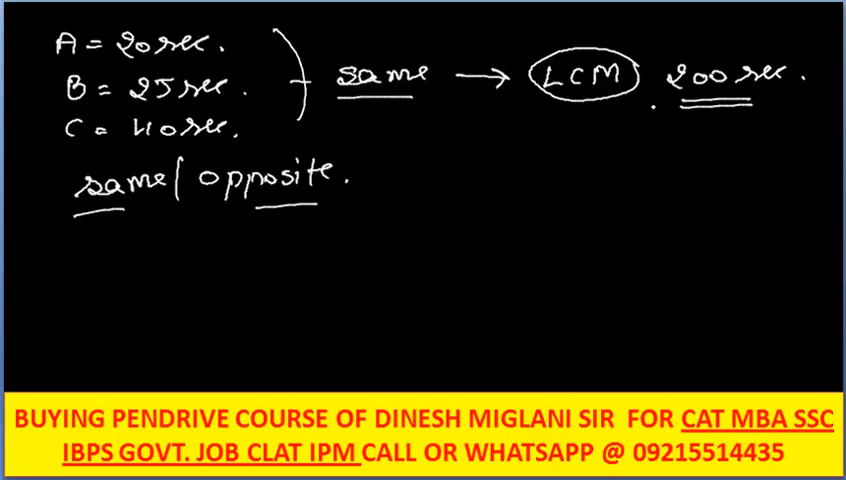 A = 20 sec.
B = 25 sec.
C = 40 sec.
same → LCM 200 sec.
same/ opposite.
BUYING PENDRIVE COURSE OF DINESH MIGLANI SIR FOR CAT MBA SSC
IBPS GOVT. JOB CLAT IPM CALL OR WHATSAPP @ 09215514435